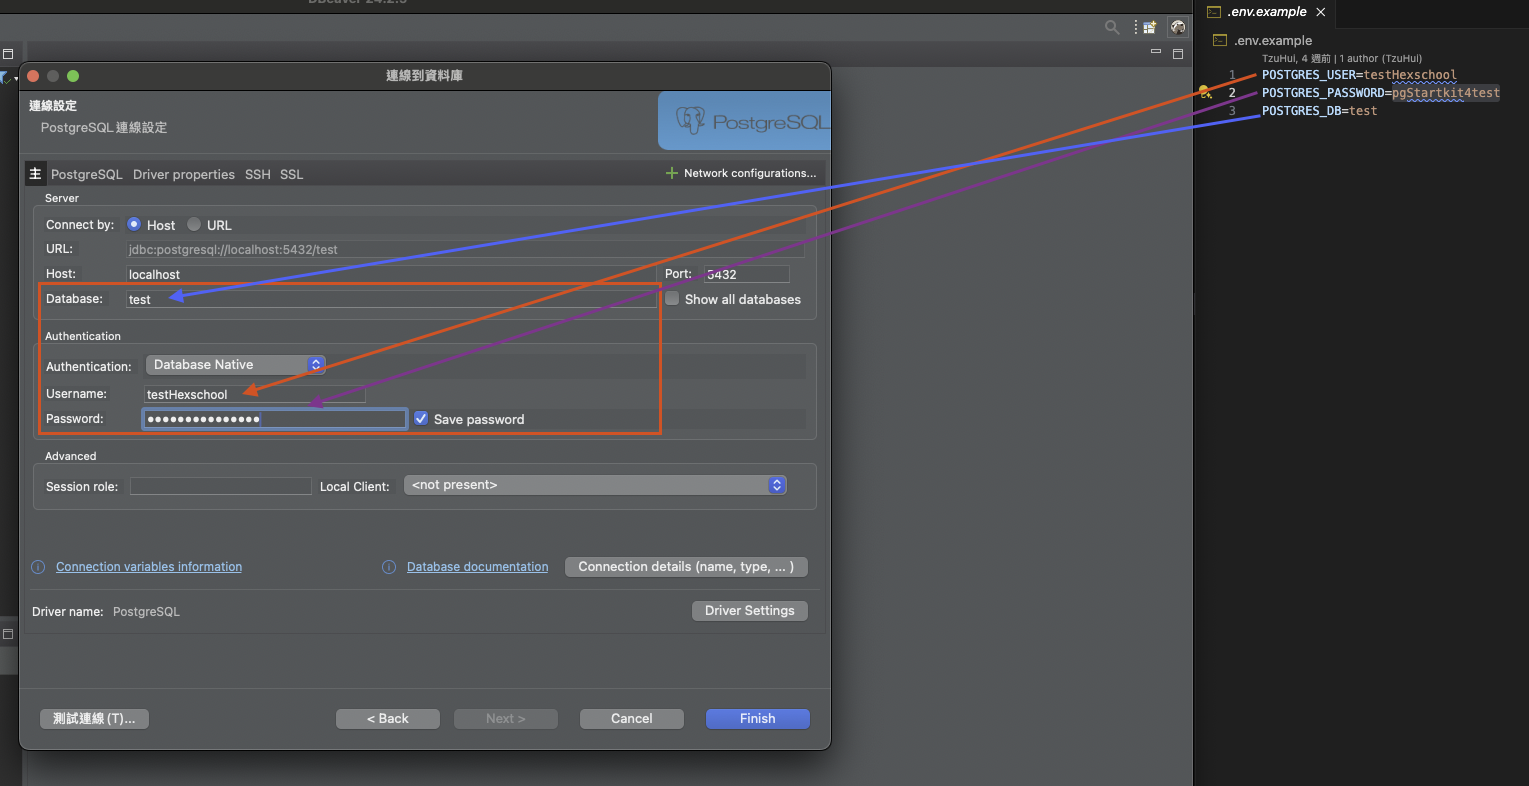 DBeaver 24.2.3
連線到資料庫
連線設定
PostgreSQL 連線設定
PostgreSQL
主 PostgreSQL Driver properties SSH SSL
Network configurations...
Server
Connect by: Host URL
URL: jdbc:postgresql://localhost:5432/test
Host: localhost Port: 5432
Database: test Show all databases
Authentication
Authentication: Database Native
Username: testHexschool
Password: ••••••••••••••• Save password
Advanced
Session role: Local Client: <not present>
Connection variables information
Database documentation
Connection details (name, type, ... )
Driver name: PostgreSQL
Driver Settings
測試連線 (T)...
< Back
Next >
Cancel
Finish
.env.example
.env.example
TzuHui, 4 週前 | 1 author (TzuHui)
1 POSTGRES_USER=testHexschool
2 POSTGRES_PASSWORD=pgStartkit4test
3 POSTGRES_DB=test